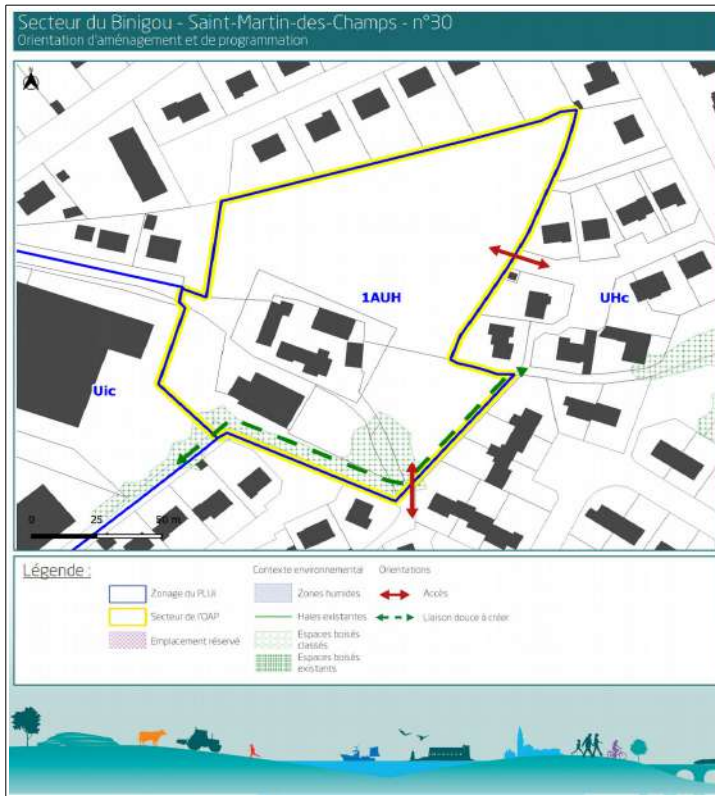 Secteur du Binigou - Saint-Martin-des-Champs - n°30
Orientation d'aménagement et de programmation
1AUH
UHc
Uic
0 25 50 m
Légende :
Zonage du PLUi
Secteur de l'OAP
Emplacement réservé
Contexte environnemental
Zones humides
Haies existantes
Espaces boisés
classés
Espaces boisés
existants
Orientations
Accès
Liaison douce à créer